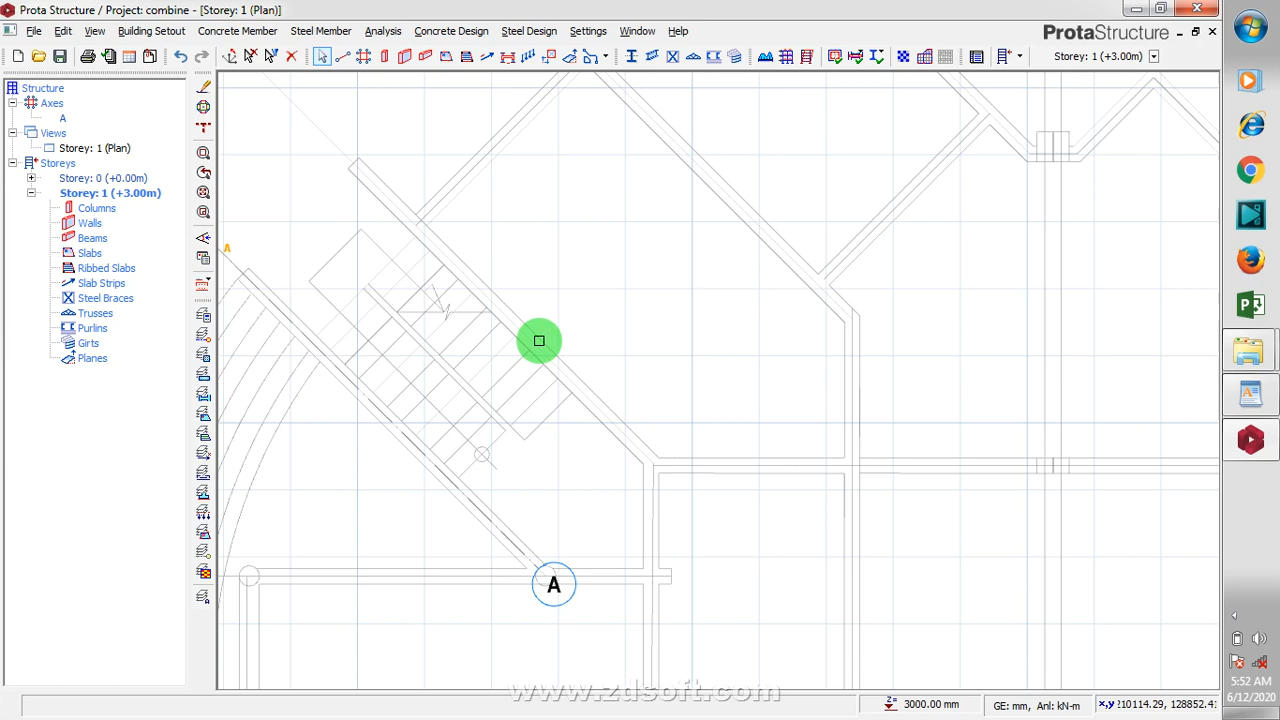 Prota Structure / Project: combine - [Storey: 1 (Plan)]
File Edit View Building Setout Concrete Member Steel Member Analysis Concrete Design Steel Design Settings Window Help
ProtaStructure
Storey: 1 (+3.00m)
Structure
Axes
A
Views
Storey: 1 (Plan)
Storeys
Storey: 0 (+0.00m)
Storey: 1 (+3.00m)
Columns
Walls
Beams
Slabs
Ribbed Slabs
Slab Strips
Steel Braces
Trusses
Purlins
Girts
Planes
A
A
www.zdsoft.com
Z= 3000.00 mm
GE: mm, Anl: kN-m
x,y
210114.29, 128852.4
5:52 AM
6/12/2020